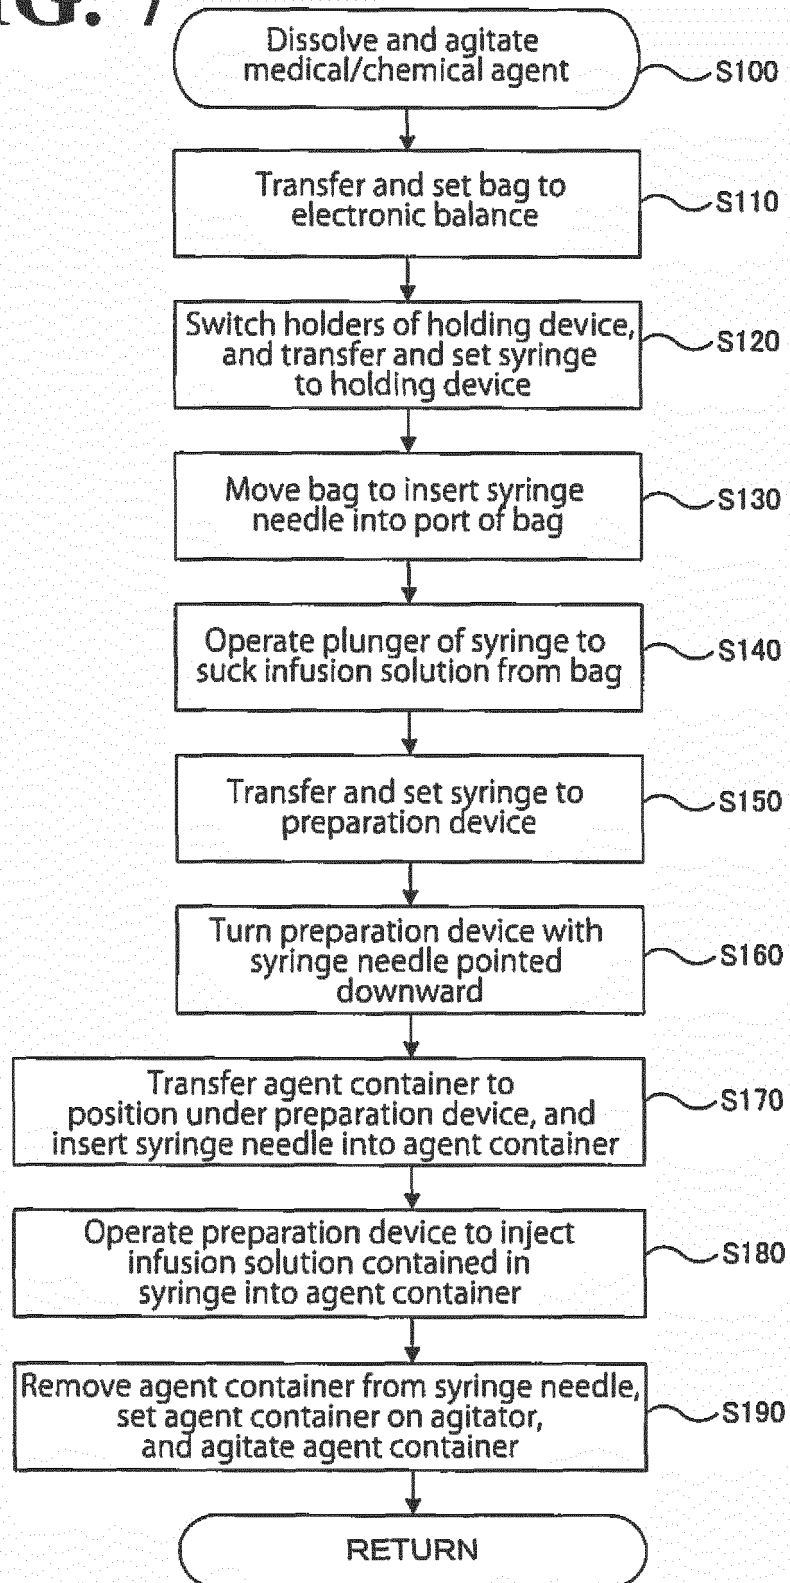 FIG. 7
Dissolve and agitate
medical/chemical agent
S100
Transfer and set bag to
electronic balance
S110
Switch holders of holding device,
and transfer and set syringe
to holding device
S120
Move bag to insert syringe
needle into port of bag
S130
Operate plunger of syringe to
suck infusion solution from bag
S140
Transfer and set syringe to
preparation device
S150
Turn preparation device with
syringe needle pointed
downward
S160
Transfer agent container to
position under preparation device, and
insert syringe needle into agent container
S170
Operate preparation device to inject
infusion solution contained in
syringe into agent container
S180
Remove agent container from syringe needle,
set agent container on agitator,
and agitate agent container
S190
RETURN